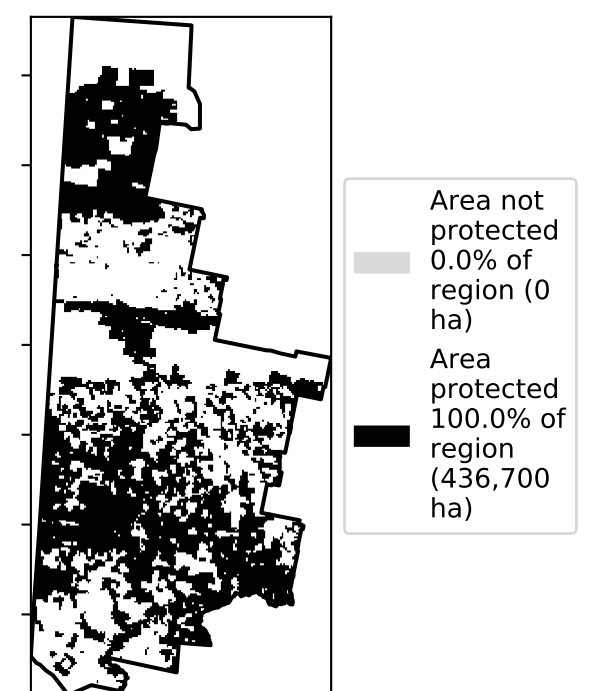 Area not
protected
0.0% of
region (0
ha)
Area
protected
100.0% of
region
(436,700
ha)